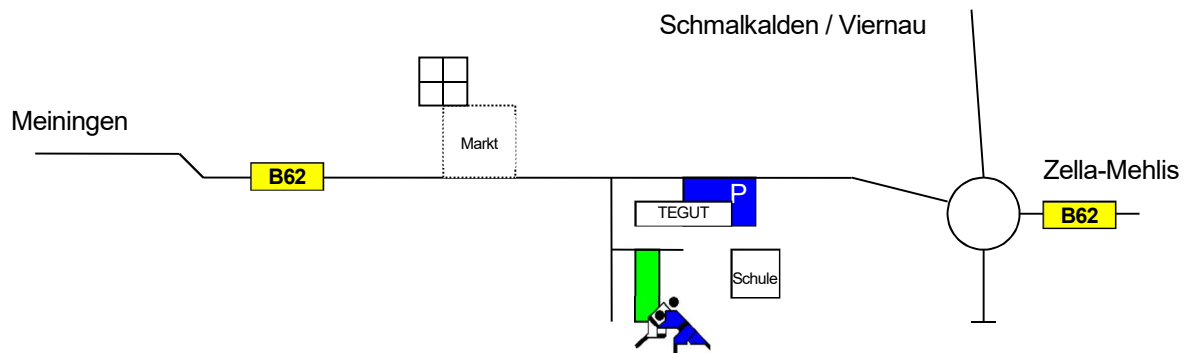 Schmalkalden / Viernau
Meiningen
Markt
B62
Zella-Mehlis
P
TEGUT
B62
Schule